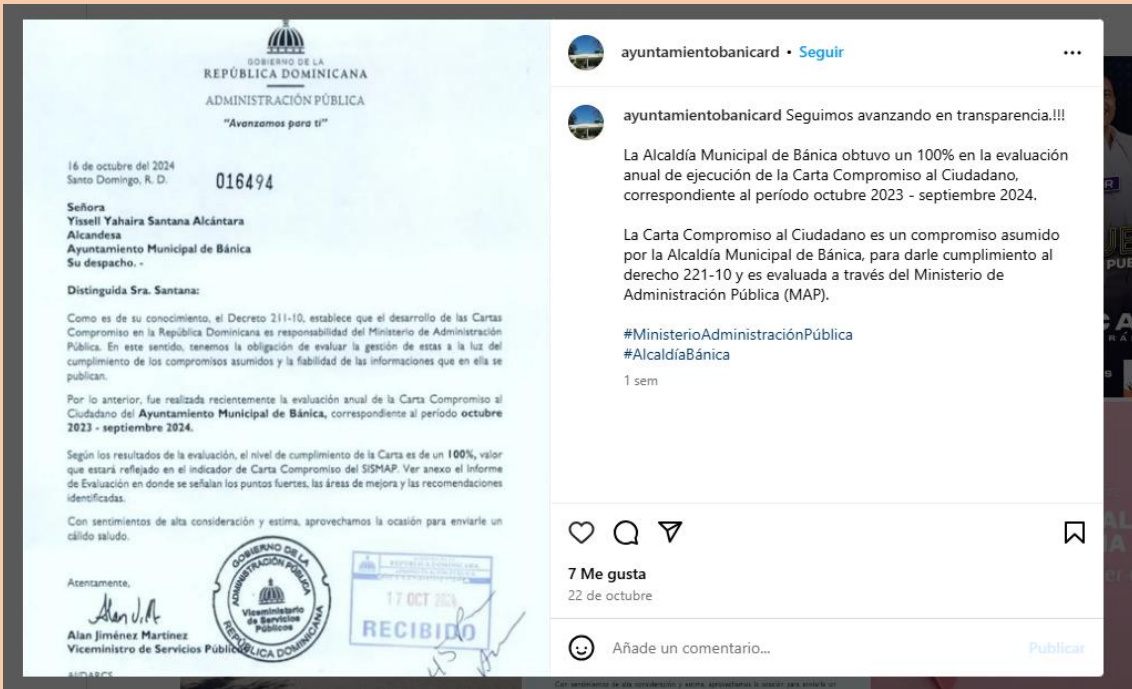 GOBIERNO DE LA
REPÚBLICA DOMINICANA
ADMINISTRACIÓN PÚBLICA
"Avanzamos para ti"
16 de octubre del 2024
Santo Domingo, R. D.
016494
Señora
Yissell Yahaira Santana Alcántara
Alcandesa
Ayuntamiento Municipal de Bánica
Su despacho. -
Distinguida Sra. Santana:
Como es de su conocimiento, el Decreto 211-10, establece que el desarrollo de las Cartas
Compromiso en la República Dominicana es responsabilidad del Ministerio de Administración
Pública. En este sentido, tenemos la obligación de evaluar la gestión de estas a la luz del
cumplimiento de los compromisos asumidos y la fiabilidad de las informaciones que en ella se
publican.
Por lo anterior, fue realizada recientemente la evaluación anual de la Carta Compromiso al
Ciudadano del Ayuntamiento Municipal de Bánica, correspondiente al período octubre
2023 - septiembre 2024.
Según los resultados de la evaluación, el nivel de cumplimiento de la Carta es de un 100%, valor
que estará reflejado en el indicador de Carta Compromiso del SISMAP. Ver anexo el Informe
de Evaluación en donde se señalan los puntos fuertes, las áreas de mejora y las recomendaciones
identificadas.
Con sentimientos de alta consideración y estima, aprovechamos la ocasión para enviarle un
cálido saludo.
Atentamente,
Alan Jiménez Martínez
Viceministro de Servicios Públicos
GOBIERNO DE LA
REPÚBLICA DOMINICANA
ADMINISTRACIÓN PÚBLICA
Viceministerio
de Servicios
Públicos
17 OCT 2024
RECIBIDO
ayuntamientobanicard • Seguir
ayuntamientobanicard Seguimos avanzando en transparencia.!!!
La Alcaldía Municipal de Bánica obtuvo un 100% en la evaluación
anual de ejecución de la Carta Compromiso al Ciudadano,
correspondiente al período octubre 2023 - septiembre 2024.
La Carta Compromiso al Ciudadano es un compromiso asumido
por la Alcaldía Municipal de Bánica, para darle cumplimiento al
derecho 221-10 y es evaluada a través del Ministerio de
Administración Pública (MAP).
#MinisterioAdministraciónPública
#AlcaldíaBánica
1 sem
7 Me gusta
22 de octubre
Añade un comentario...
Publicar